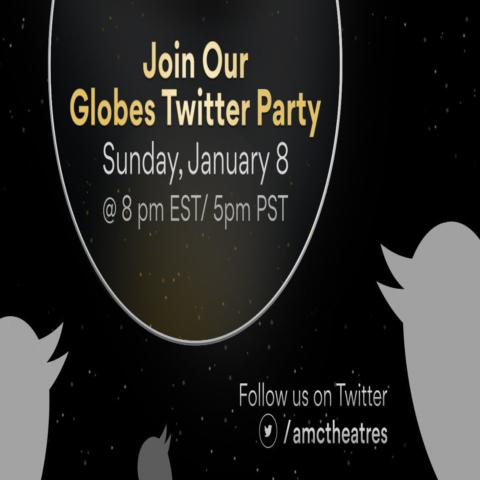 Join Our
Globes Twitter Party
Sunday, January 8
@ 8 pm EST/ 5pm PST
Follow us on Twitter
/amctheatres